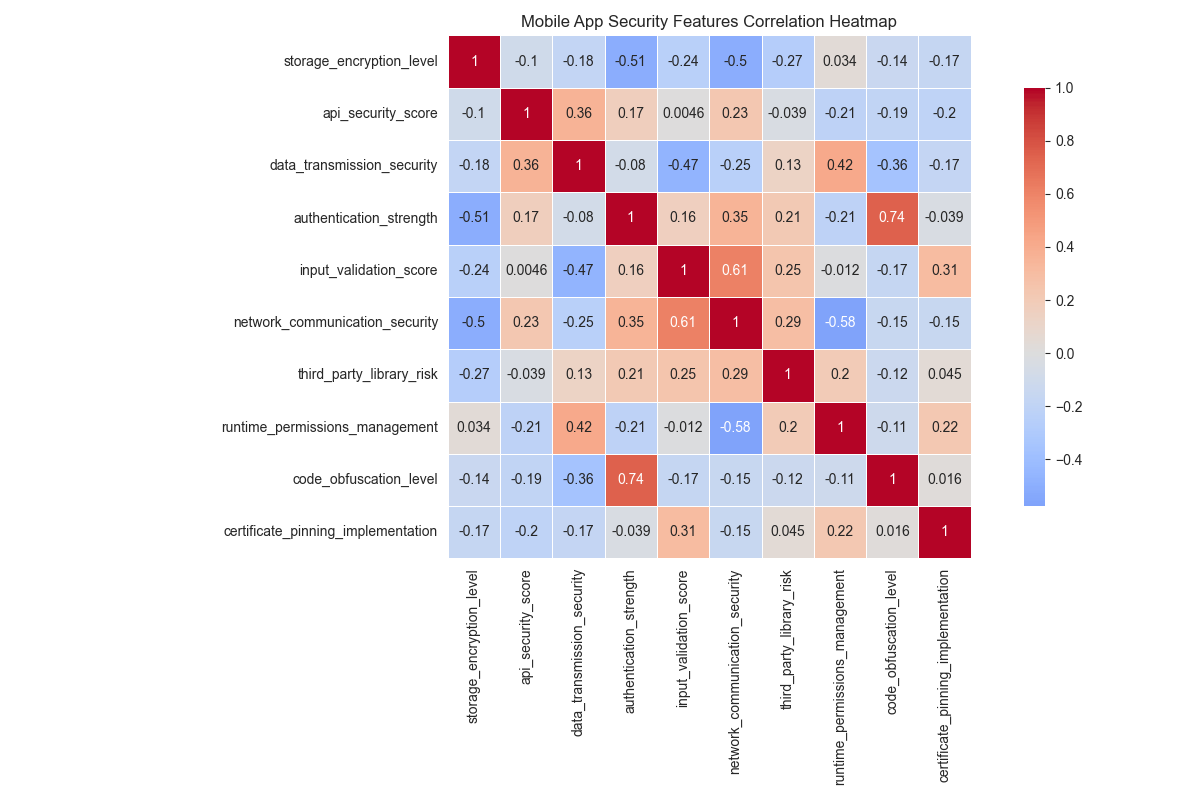 Mobile App Security Features Correlation Heatmap
storage_encryption_level 1 -0.1 -0.18 -0.51 -0.24 -0.5 -0.27 0.034 -0.14 -0.17
api_security_score -0.1 1 0.36 0.17 0.0046 0.23 -0.039 -0.21 -0.19 -0.2
data_transmission_security -0.18 0.36 1 -0.08 -0.47 -0.25 0.13 0.42 -0.36 -0.17
authentication_strength -0.51 0.17 -0.08 1 0.16 0.35 0.21 -0.21 0.74 -0.039
input_validation_score -0.24 0.0046 -0.47 0.16 1 0.61 0.25 -0.012 -0.17 0.31
network_communication_security -0.5 0.23 -0.25 0.35 0.61 1 0.29 -0.58 -0.15 -0.15
third_party_library_risk -0.27 -0.039 0.13 0.21 0.25 0.29 1 0.2 -0.12 0.045
runtime_permissions_management 0.034 -0.21 0.42 -0.21 -0.012 -0.58 0.2 1 -0.11 0.22
code_obfuscation_level -0.14 -0.19 -0.36 0.74 -0.17 -0.15 -0.12 -0.11 1 0.016
certificate_pinning_implementation -0.17 -0.2 -0.17 -0.039 0.31 -0.15 0.045 0.22 0.016 1
storage_encryption_level
api_security_score
data_transmission_security
authentication_strength
input_validation_score
network_communication_security
third_party_library_risk
runtime_permissions_management
code_obfuscation_level
certificate_pinning_implementation
1.0
0.8
0.6
0.4
0.2
0.0
−0.2
−0.4